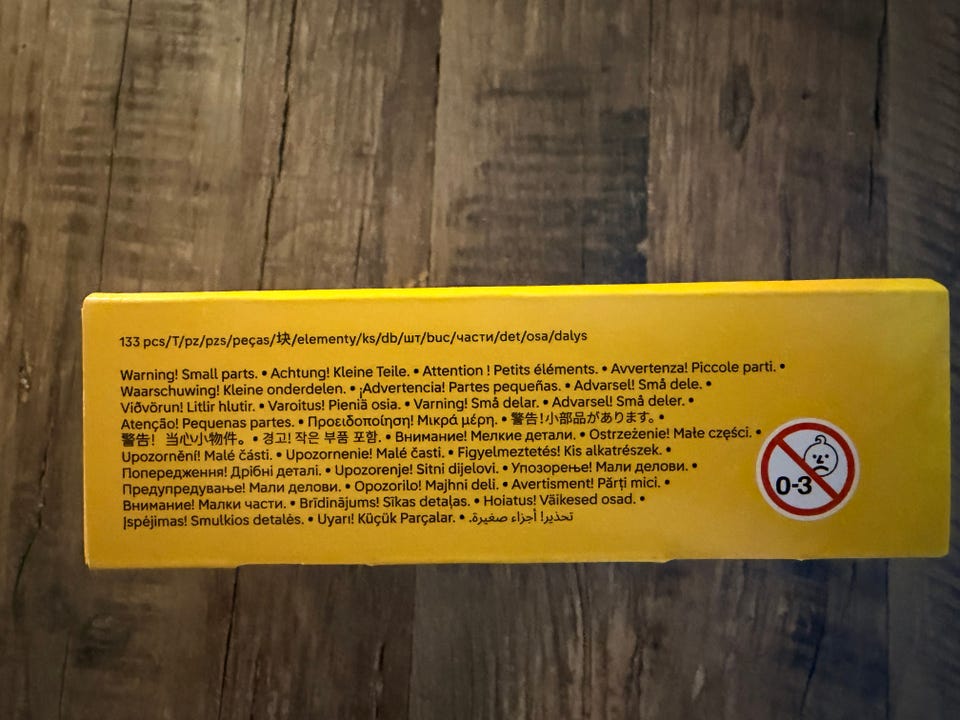 133 pcs/T/pz/pzs/peças/块/elementy/ks/db/шт/buc/части/det/osa/dalys
Warning! Small parts. • Achtung! Kleine Teile. • Attention ! Petits éléments. • Avvertenza! Piccole parti. •
Waarschuwing! Kleine onderdelen. • ¡Advertencia! Partes pequeñas. • Advarsel! Små dele. •
Viðvörun! Litlir hlutir. • Varoitus! Pieniä osia. • Varning! Små delar. • Advarsel! Små deler. •
Atenção! Pequenas partes. • Προειδοποίηση! Μικρά μέρη. • 警告!小部品があります。 •
警告! 当心小物件。 • 경고! 작은 부품 포함. • Внимание! Мелкие детали. • Ostrzeżenie! Małe części. •
Upozornění! Malé části. • Upozornenie! Malé časti. • Figyelmeztetés! Kis alkatrészek. •
Попередження! Дрібні деталі. • Upozorenje! Sitni dijelovi. • Упозорење! Мали делови. •
Предупредување! Мали делови. • Opozorilo! Majhni deli. • Avertisment! Părți mici. •
Внимание! Малки части. • Brīdinājums! Sīkas detaļas. • Hoiatus! Väikesed osad. •
Įspėjimas! Smulkios detalės. • Uyarı! Küçük Parçalar. • تحذير! أجزاء صغيرة.
0-3